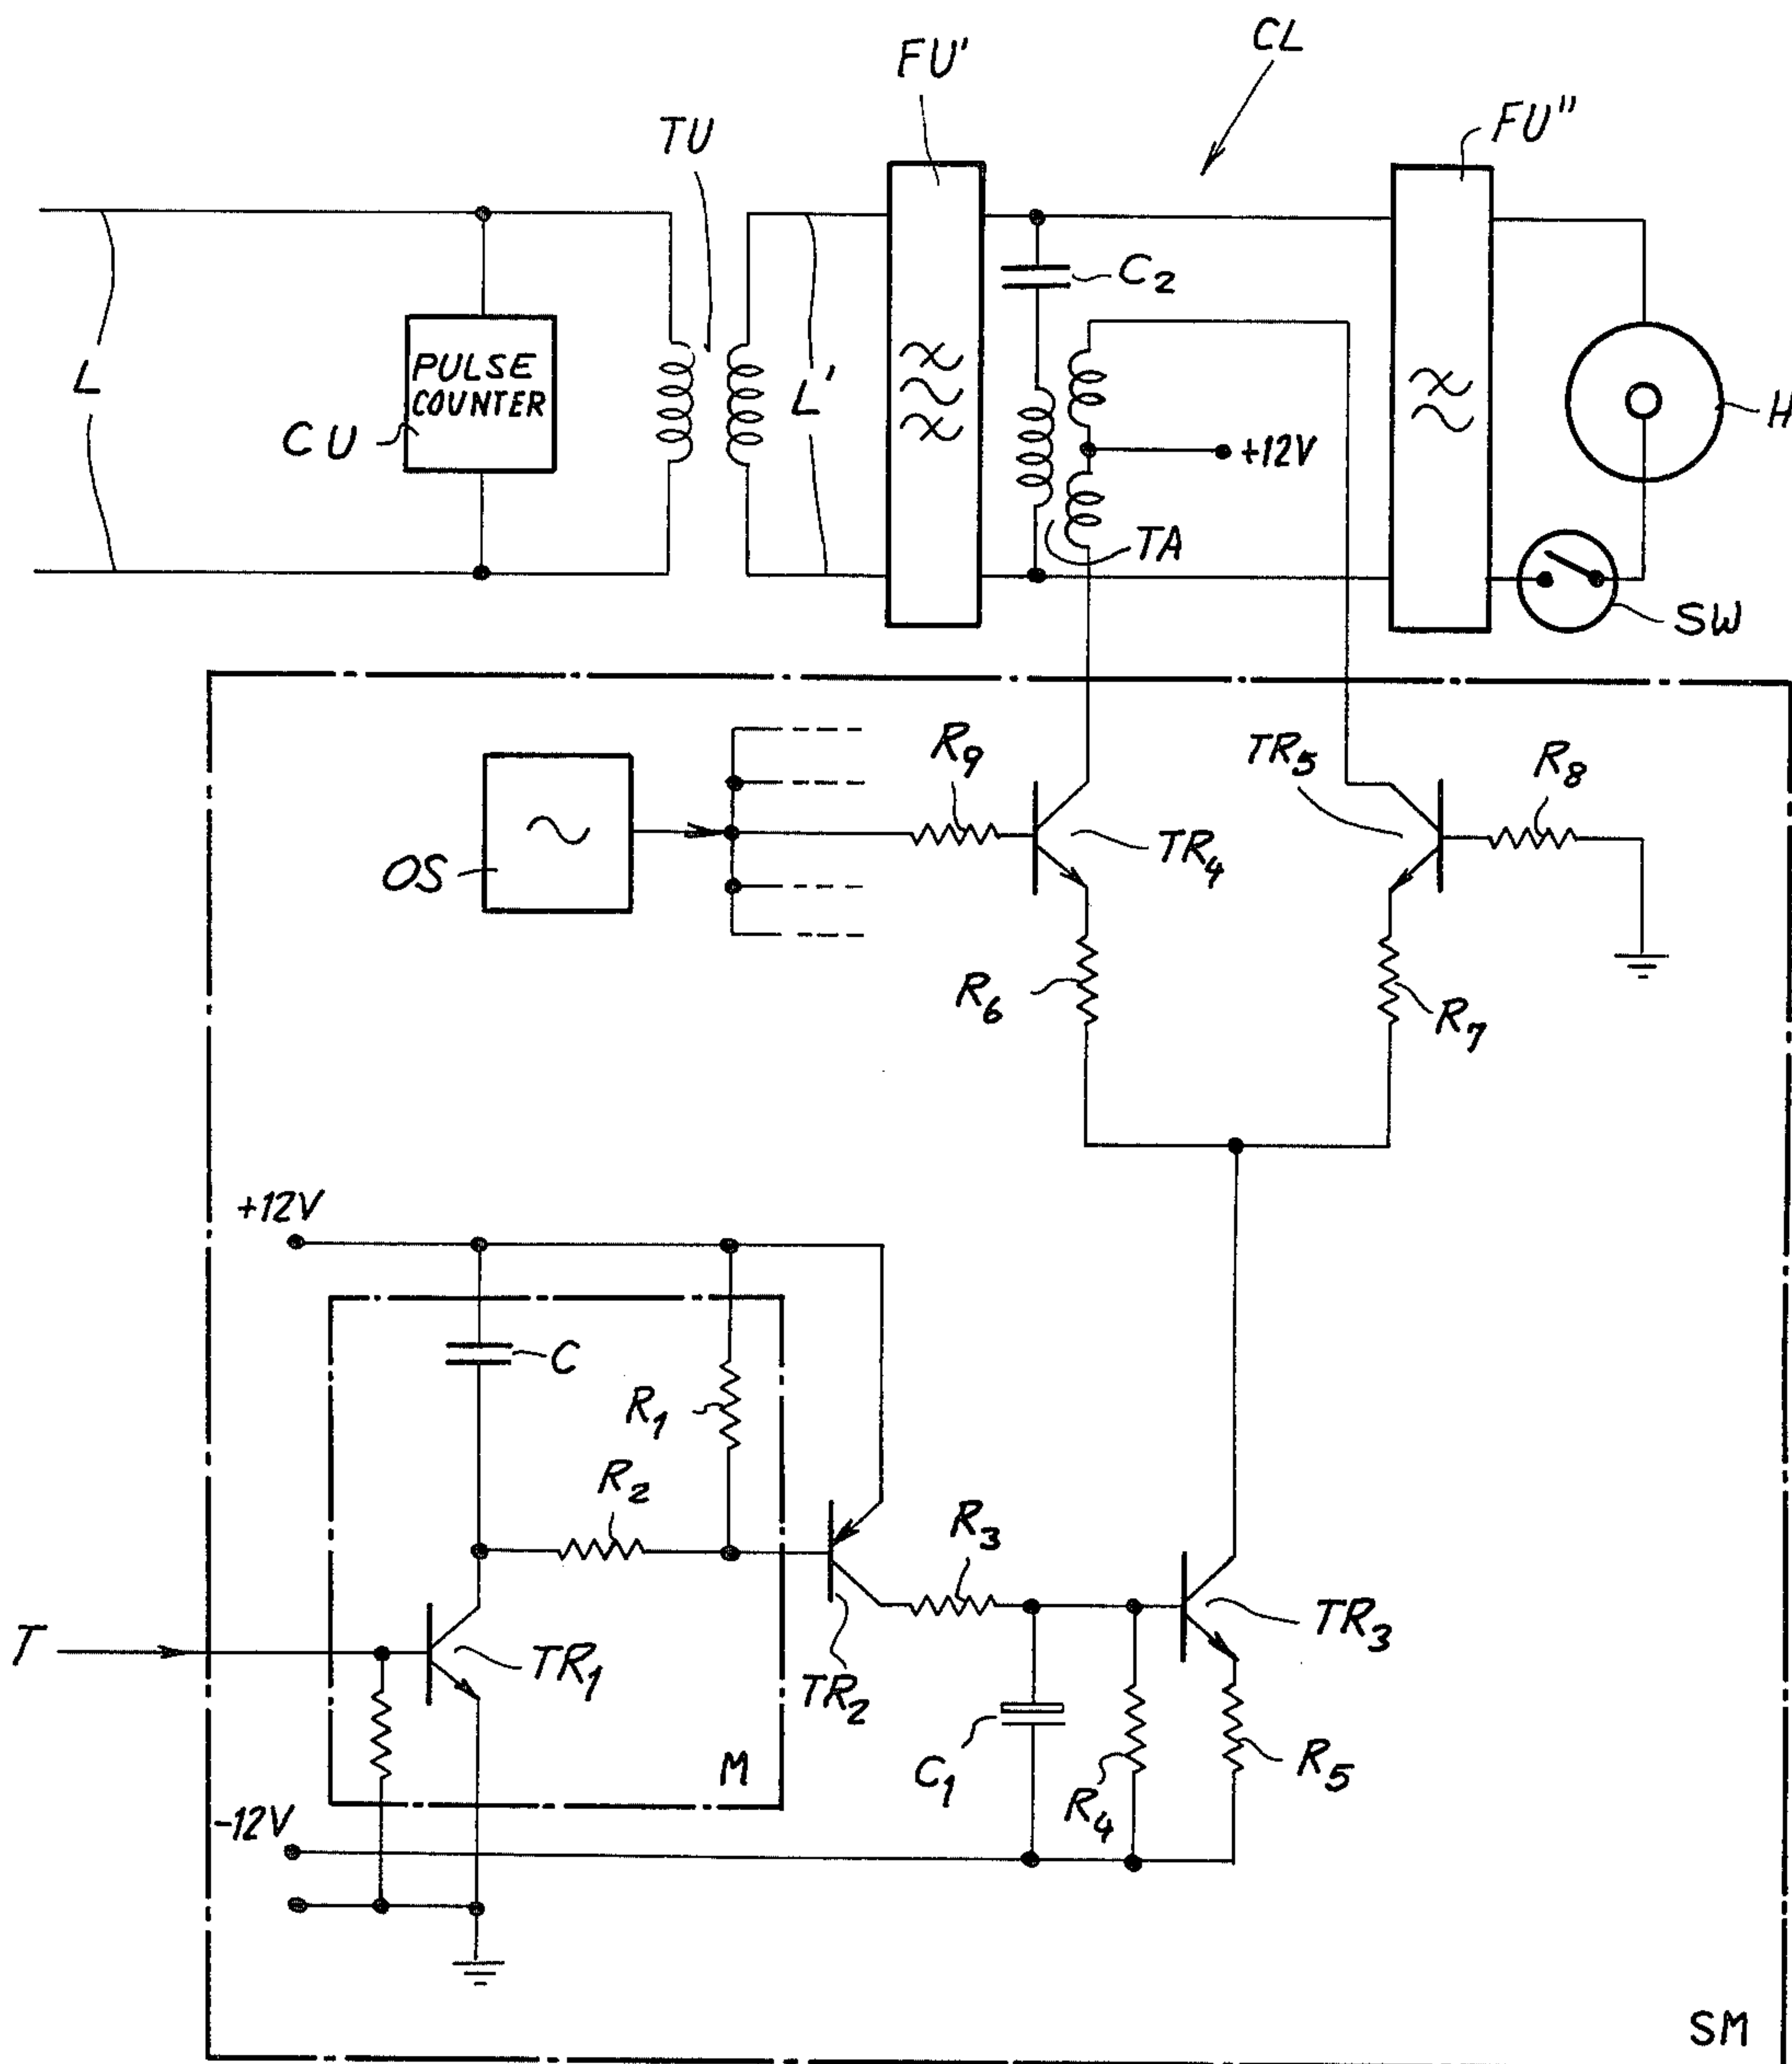 CL
FU'
FU"
TU
C2
L
PULSE
COUNTER
CU
L'
H
+12V
TA
SW
R9
TR5
R8
OS
TR4
R6
R7
+12V
C
R1
R2
R3
T
TR1
TR2
TR3
M
C1
R4
R5
-12V
SM